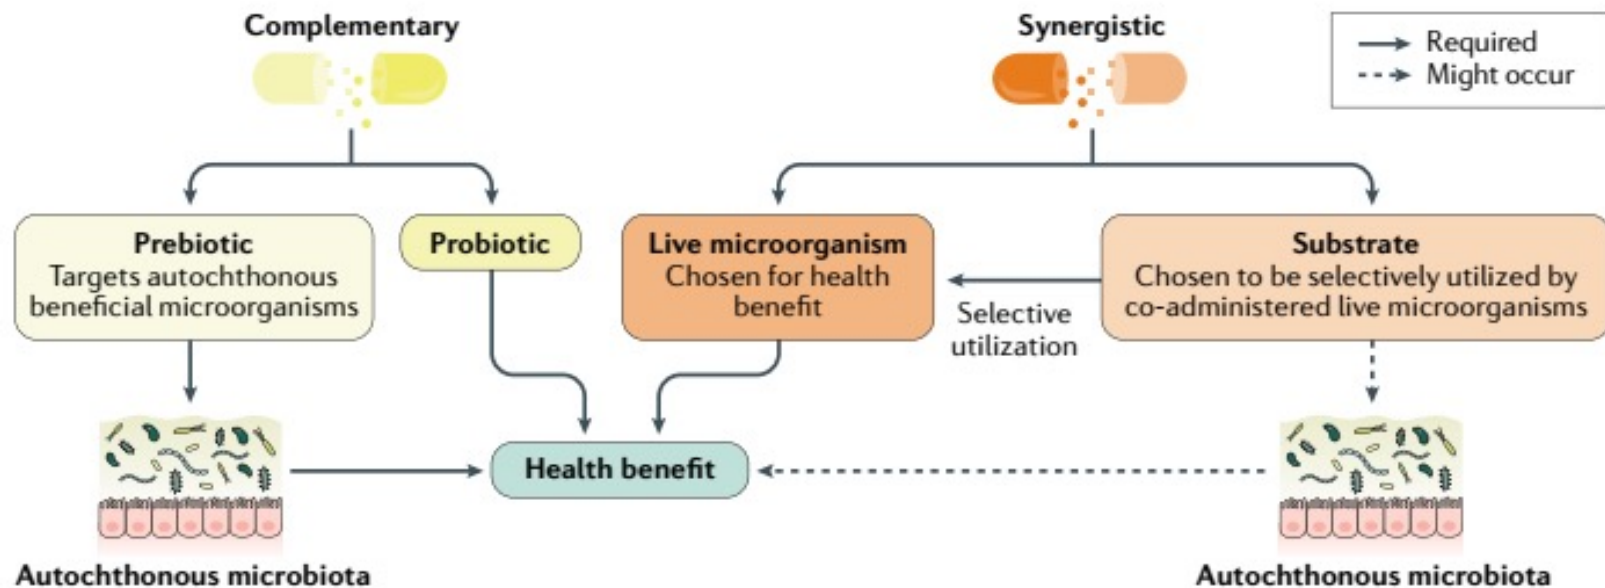 Complementary
Synergistic
Required
Might occur
Prebiotic
Targets autochthonous
beneficial microorganisms
Probiotic
Live microorganism
Chosen for health
benefit
Selective
utilization
Substrate
Chosen to be selectively utilized by
co-administered live microorganisms
Health benefit
Autochthonous microbiota
Autochthonous microbiota